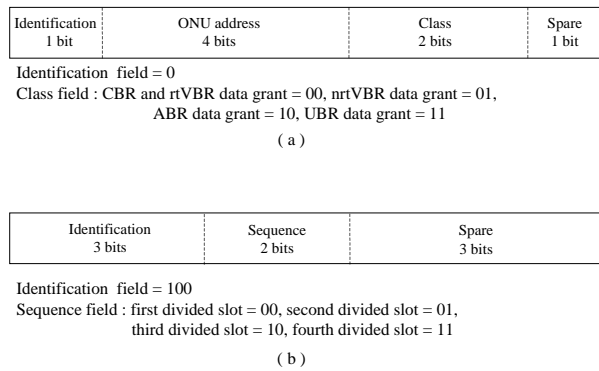 Identification ONU address Class Spare
1 bit 4 bits 2 bits 1 bit
Identification field = 0
Class field : CBR and rtVBR data grant = 00, nrtVBR data grant = 01,
ABR data grant = 10, UBR data grant = 11
( a )
Identification Sequence Spare
3 bits 2 bits 3 bits
Identification field = 100
Sequence field : first divided slot = 00, second divided slot = 01,
third divided slot = 10, fourth divided slot = 11
( b )